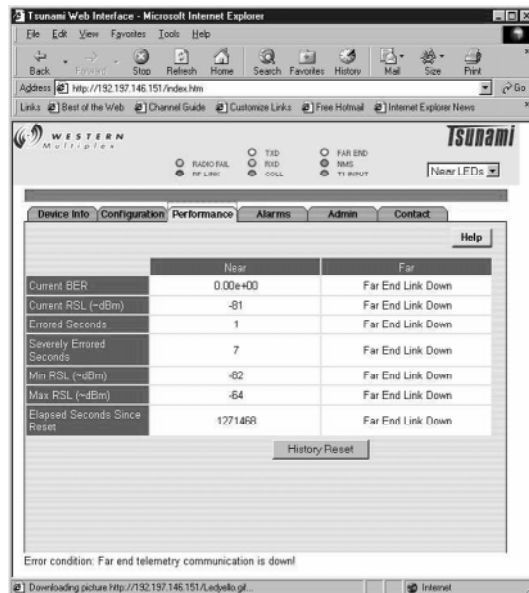 Tsunami Web Interface - Microsoft Internet Explorer
File Edit View Favorites Tools Help
Back Forward Stop Refresh Home Search Favorites History Mail Size Print
Address http://192.197.146.151/index.htm Go
Links Best of the Web Channel Guide Customize Links Free Hotmail Internet Explorer News
WESTERN
Multiplex
Tsunami
TXD FAR END
RADIO FAIL RXD NMS
RF LINK COLL T1 INPUT
Near LEDs
Device Info Configuration Performance Alarms Admin Contact
Help
Near Far
Current BER 0.00e+00 Far End Link Down
Current RSL (~dBm) -81 Far End Link Down
Errored Seconds 1 Far End Link Down
Severely Errored
Seconds 7 Far End Link Down
Min RSL (~dBm) -82 Far End Link Down
Max RSL (~dBm) -64 Far End Link Down
Elapsed Seconds Since
Reset 1271468 Far End Link Down
History Reset
Error condition: Far end telemetry communication is down!
Downloading picture http://192.197.146.151/Ledyello.gif... Internet